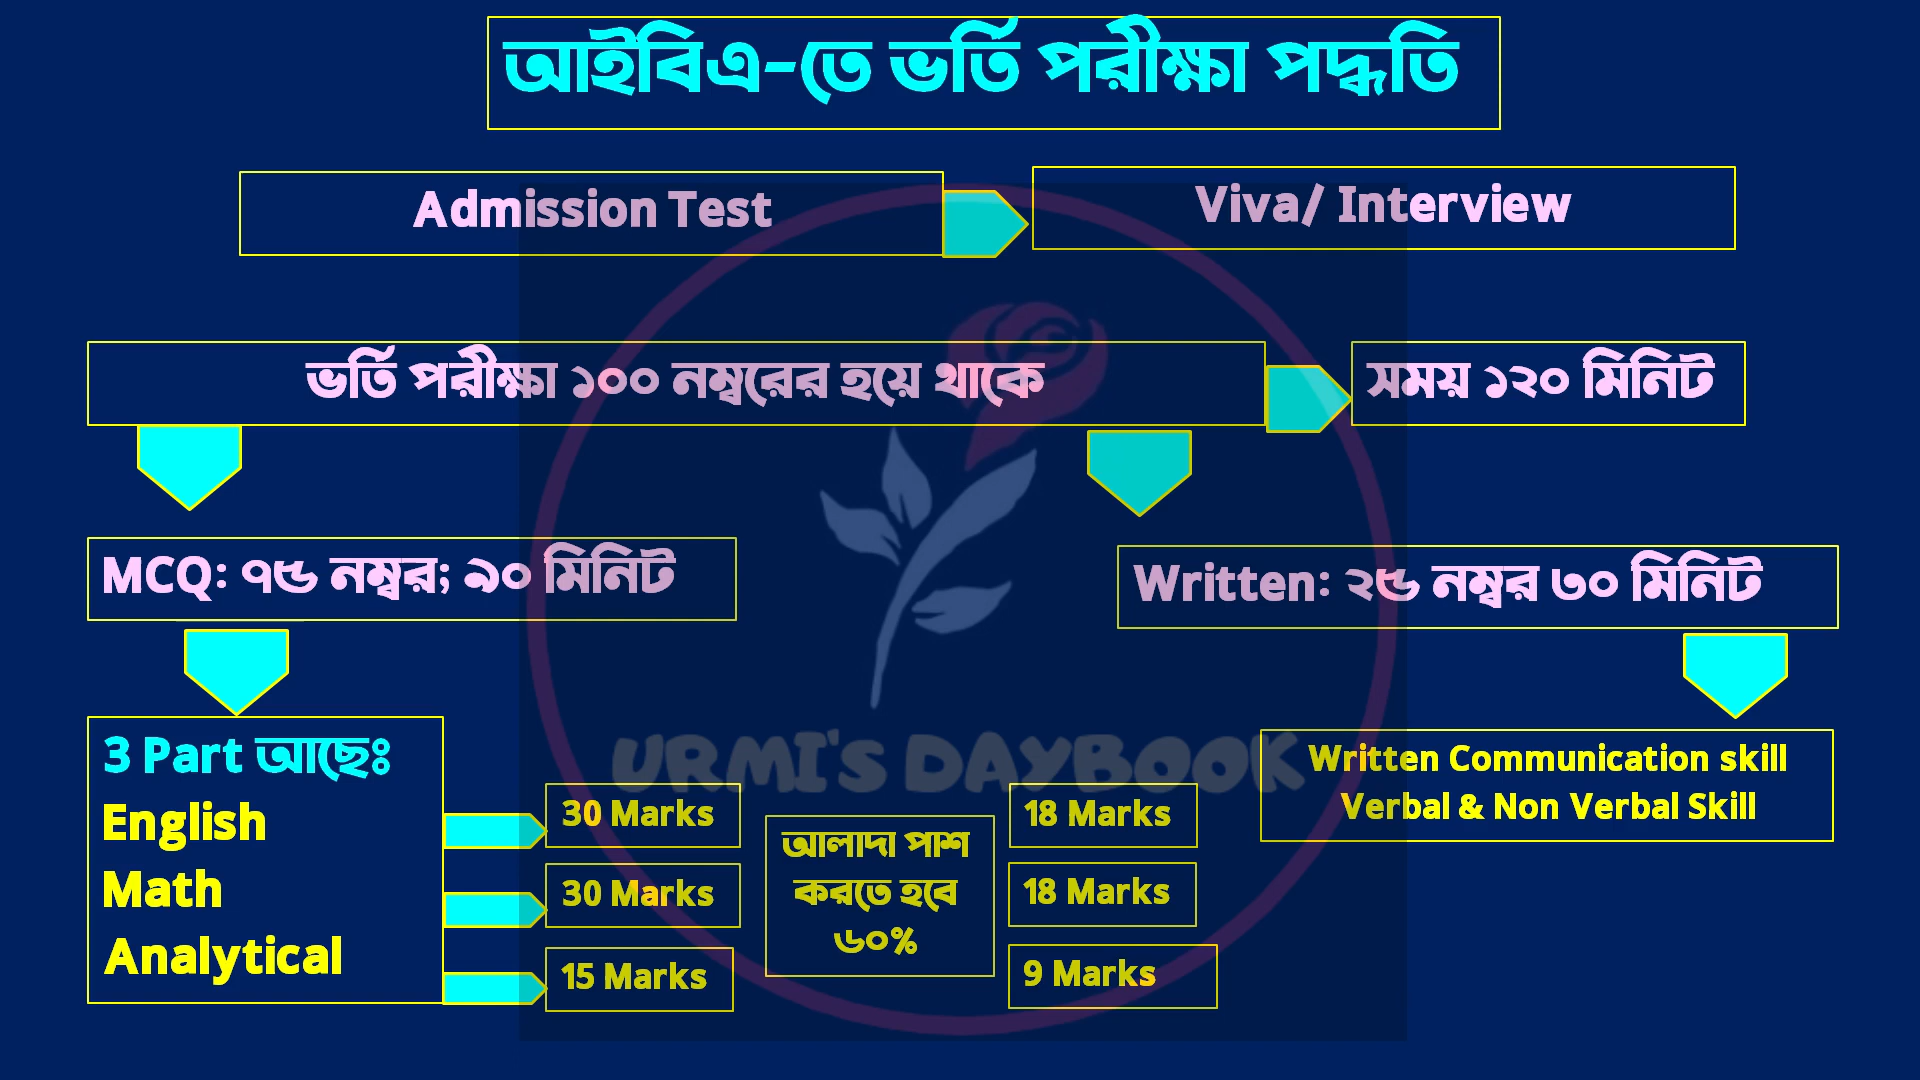 আইবিএ-তে ভর্তি পরীক্ষা পদ্ধতি
Admission Test
Viva/ Interview
ভর্তি পরীক্ষা ১০০ নম্বরের হয়ে থাকে
সময় ১২০ মিনিট
MCQ: ৭৫ নম্বর; ৯০ মিনিট
Written: ২৫ নম্বর ৩০ মিনিট
3 Part আছেঃ
English
Math
Analytical
30 Marks
30 Marks
15 Marks
আলাদা পাশ
করতে হবে
৬০%
18 Marks
18 Marks
9 Marks
Written Communication skill
Verbal & Non Verbal Skill
URMI'S DAYBOOK